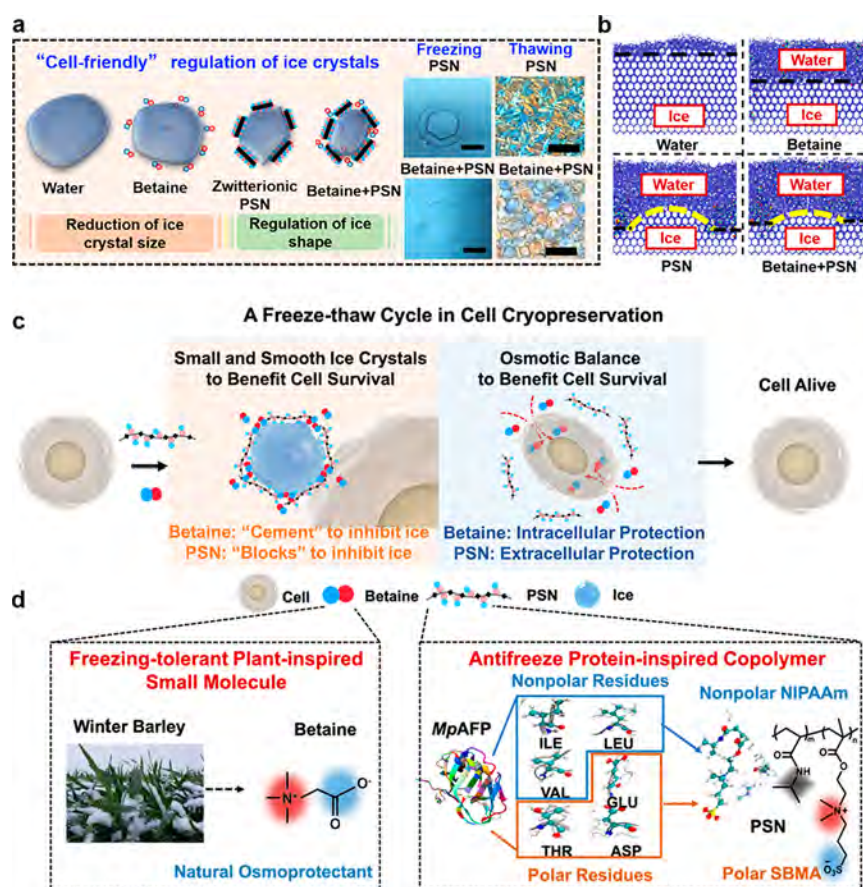 a
"Cell-friendly" regulation of ice crystals
Freezing
PSN
Thawing
PSN
Water
Betaine
Zwitterionic
PSN
Betaine+PSN
Betaine+PSN
Betaine+PSN
Reduction of ice
crystal size
Regulation of ice
shape
b
Ice
Water
Water
Ice
Betaine
Water
Ice
PSN
Water
Ice
Betaine+PSN
c
A Freeze-thaw Cycle in Cell Cryopreservation
Small and Smooth Ice Crystals
to Benefit Cell Survival
Osmotic Balance
to Benefit Cell Survival
Cell Alive
Betaine: "Cement" to inhibit ice
PSN: "Blocks" to inhibit ice
Betaine: Intracellular Protection
PSN: Extracellular Protection
Cell
Betaine
PSN
Ice
d
Freezing-tolerant Plant-inspired
Small Molecule
Winter Barley
Betaine
N+
O-
O
Natural Osmoprotectant
Antifreeze Protein-inspired Copolymer
Nonpolar Residues
Nonpolar NIPAAm
MpAFP
ILE
LEU
VAL
GLU
THR
ASP
Polar Residues
PSN
m
n
O
NH
O
O
N+
O3S
Polar SBMA